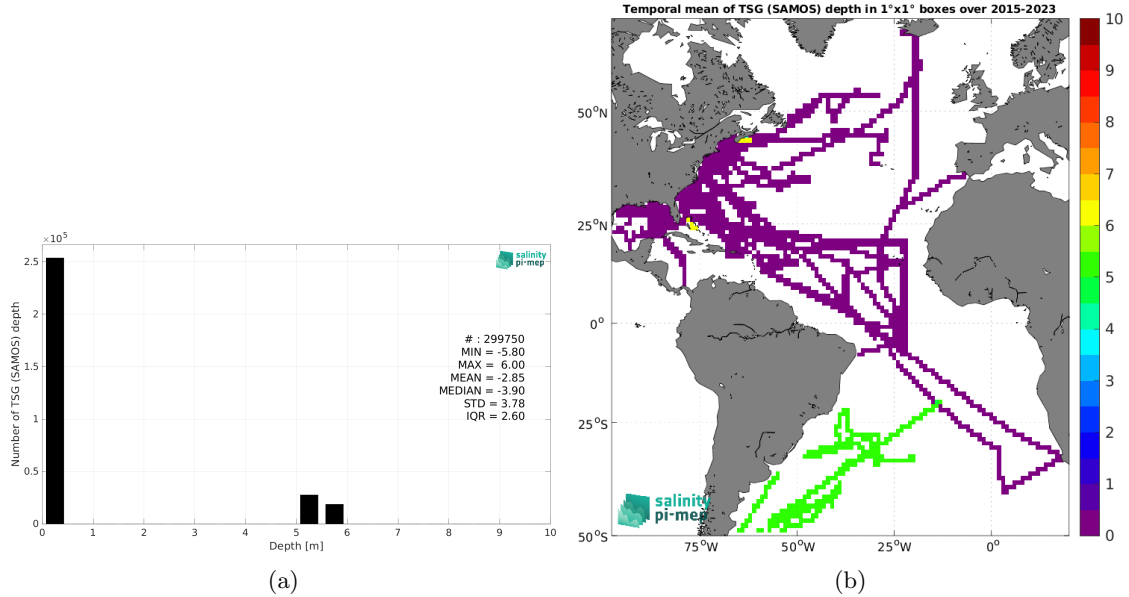 ×10⁵
2.5
2
1.5
1
0.5
0
Number of TSG (SAMOS) depth
salinity
pi-mep
# : 299750
MIN = -5.80
MAX = 6.00
MEAN = -2.85
MEDIAN = -3.90
STD = 3.78
IQR = 2.60
0 1 2 3 4 5 6 7 8 9 10
Depth [m]
(a)
Temporal mean of TSG (SAMOS) depth in 1°x1° boxes over 2015-2023
50°N
25°N
0°
25°S
50°S
75°W 50°W 25°W 0°
salinity
pi-mep
10
9
8
7
6
5
4
3
2
1
0
(b)